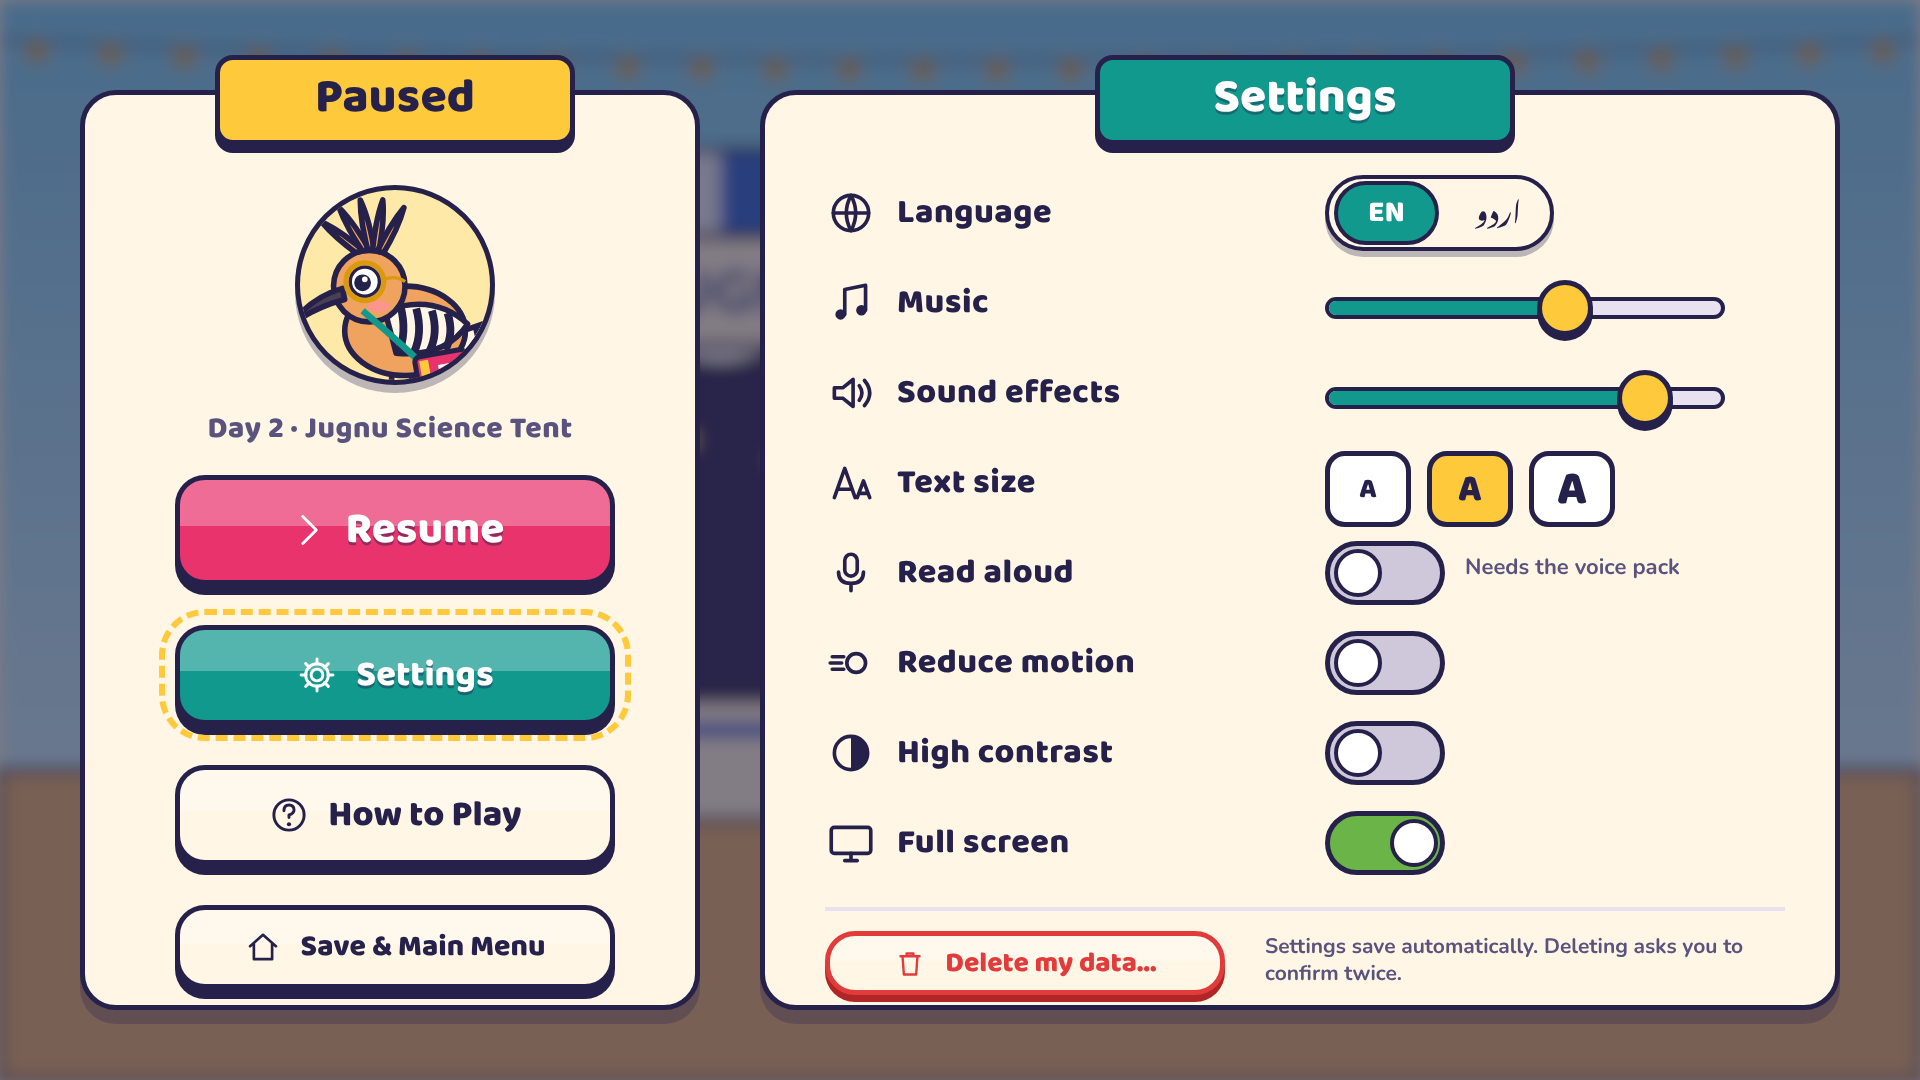 Paused
Day 2 · Jugnu Science Tent
Resume
Settings
How to Play
Save & Main Menu
Settings
Language
EN
اردو
Music
Sound effects
Text size
A
A
A
Read aloud
Needs the voice pack
Reduce motion
High contrast
Full screen
Delete my data...
Settings save automatically. Deleting asks you to
confirm twice.